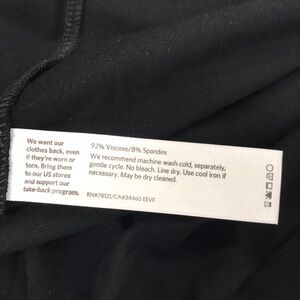 We want our
clothes back, even
if they're worn or
torn. Bring them
to our US stores
and support our
take-back program.
92% Viscose/8% Spandex
We recommend machine wash cold, separately,
gentle cycle. No bleach. Line dry. Use cool iron if
necessary. May be dry cleaned.
RN#78121/CA#34460 EEVF